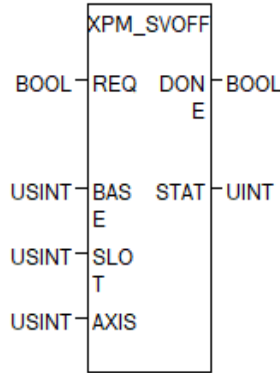 XPM_SVOFF
BOOL REQ DON BOOL
E
USINT BAS STAT UINT
E
USINT SLO
T
USINT AXIS